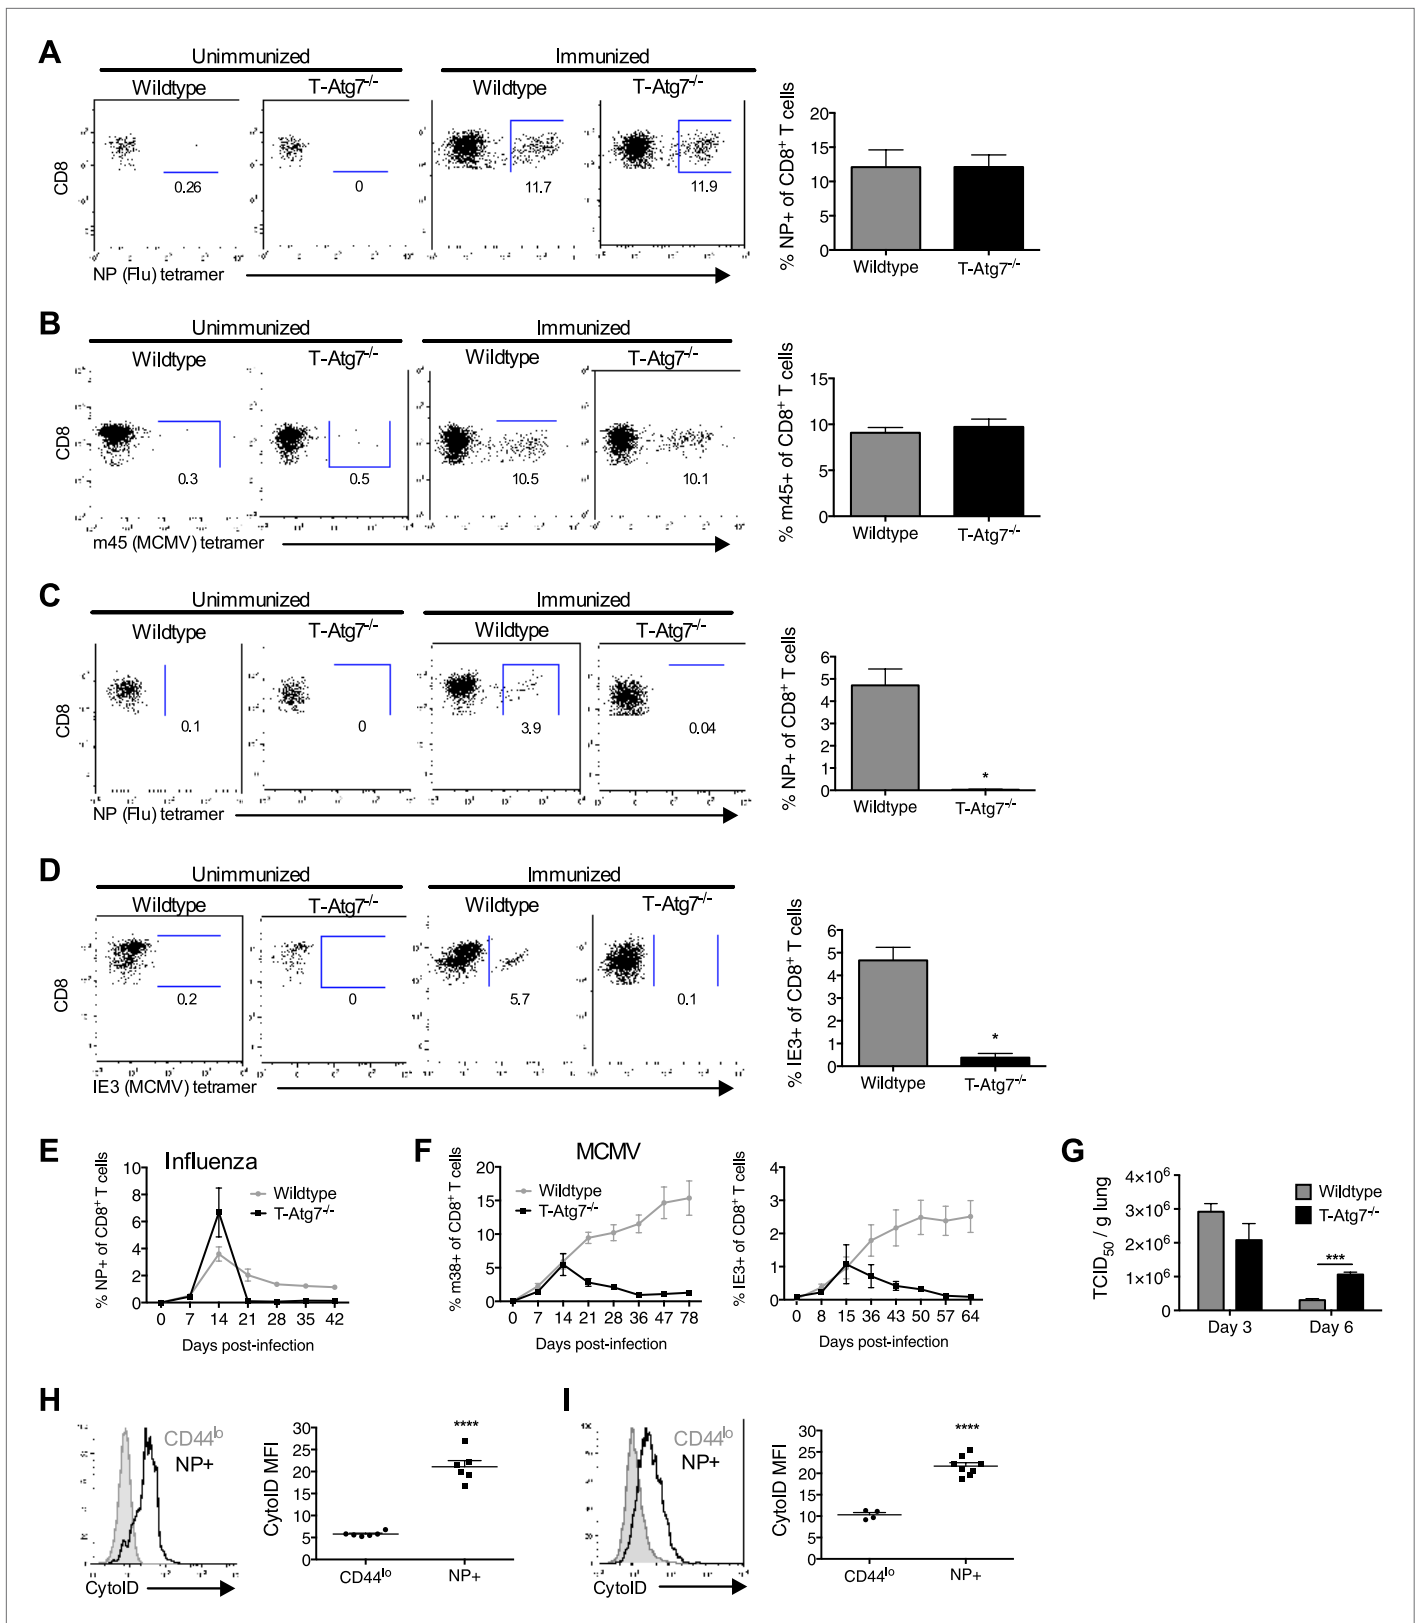 A
Unimmunized
Immunized
Wildtype
T-Atg7-/-
Wildtype
T-Atg7-/-
CD8
0.26
0
11.7
11.9
NP (Flu) tetramer
% NP+ of CD8+ T cells
20
15
10
5
0
Wildtype
T-Atg7-/-
B
Unimmunized
Immunized
Wildtype
T-Atg7-/-
Wildtype
T-Atg7-/-
CD8
0.3
0.5
10.5
10.1
m45 (MCMV) tetramer
% m45+ of CD8+ T cells
15
10
5
0
Wildtype
T-Atg7-/-
C
Unimmunized
Immunized
Wildtype
T-Atg7-/-
Wildtype
T-Atg7-/-
CD8
0.1
0
3.9
0.04
NP (Flu) tetramer
% NP+ of CD8+ T cells
6
5
4
3
2
1
0
*
Wildtype
T-Atg7-/-
D
Unimmunized
Immunized
Wildtype
T-Atg7-/-
Wildtype
T-Atg7-/-
CD8
0.2
0
5.7
0.1
IE3 (MCMV) tetramer
% IE3+ of CD8+ T cells
6
5
4
3
2
1
0
*
Wildtype
T-Atg7-/-
E
Influenza
% NP+ of CD8+ T cells
10
8
6
4
2
0
Wildtype
T-Atg7-/-
0 7 14 21 28 35 42
Days post-infection
F
MCMV
% m38+ of CD8+ T cells
20
15
10
5
0
Wildtype
T-Atg7-/-
0 7 14 21 28 36 47 78
Days post-infection
% IE3+ of CD8+ T cells
4
3
2
1
0
0 8 15 36 43 50 57 64
Days post-infection
G
TCID50 / g lung
4×10⁶
3×10⁶
2×10⁶
1×10⁶
0
Wildtype
T-Atg7-/-
***
Day 3
Day 6
H
CD44lo
NP+
CytoID
CytoID MFI
30
25
20
15
10
5
0
****
CD44lo
NP+
I
CD44lo
NP+
CytoID
CytoID MFI
30
25
20
15
10
5
0
****
CD44lo
NP+